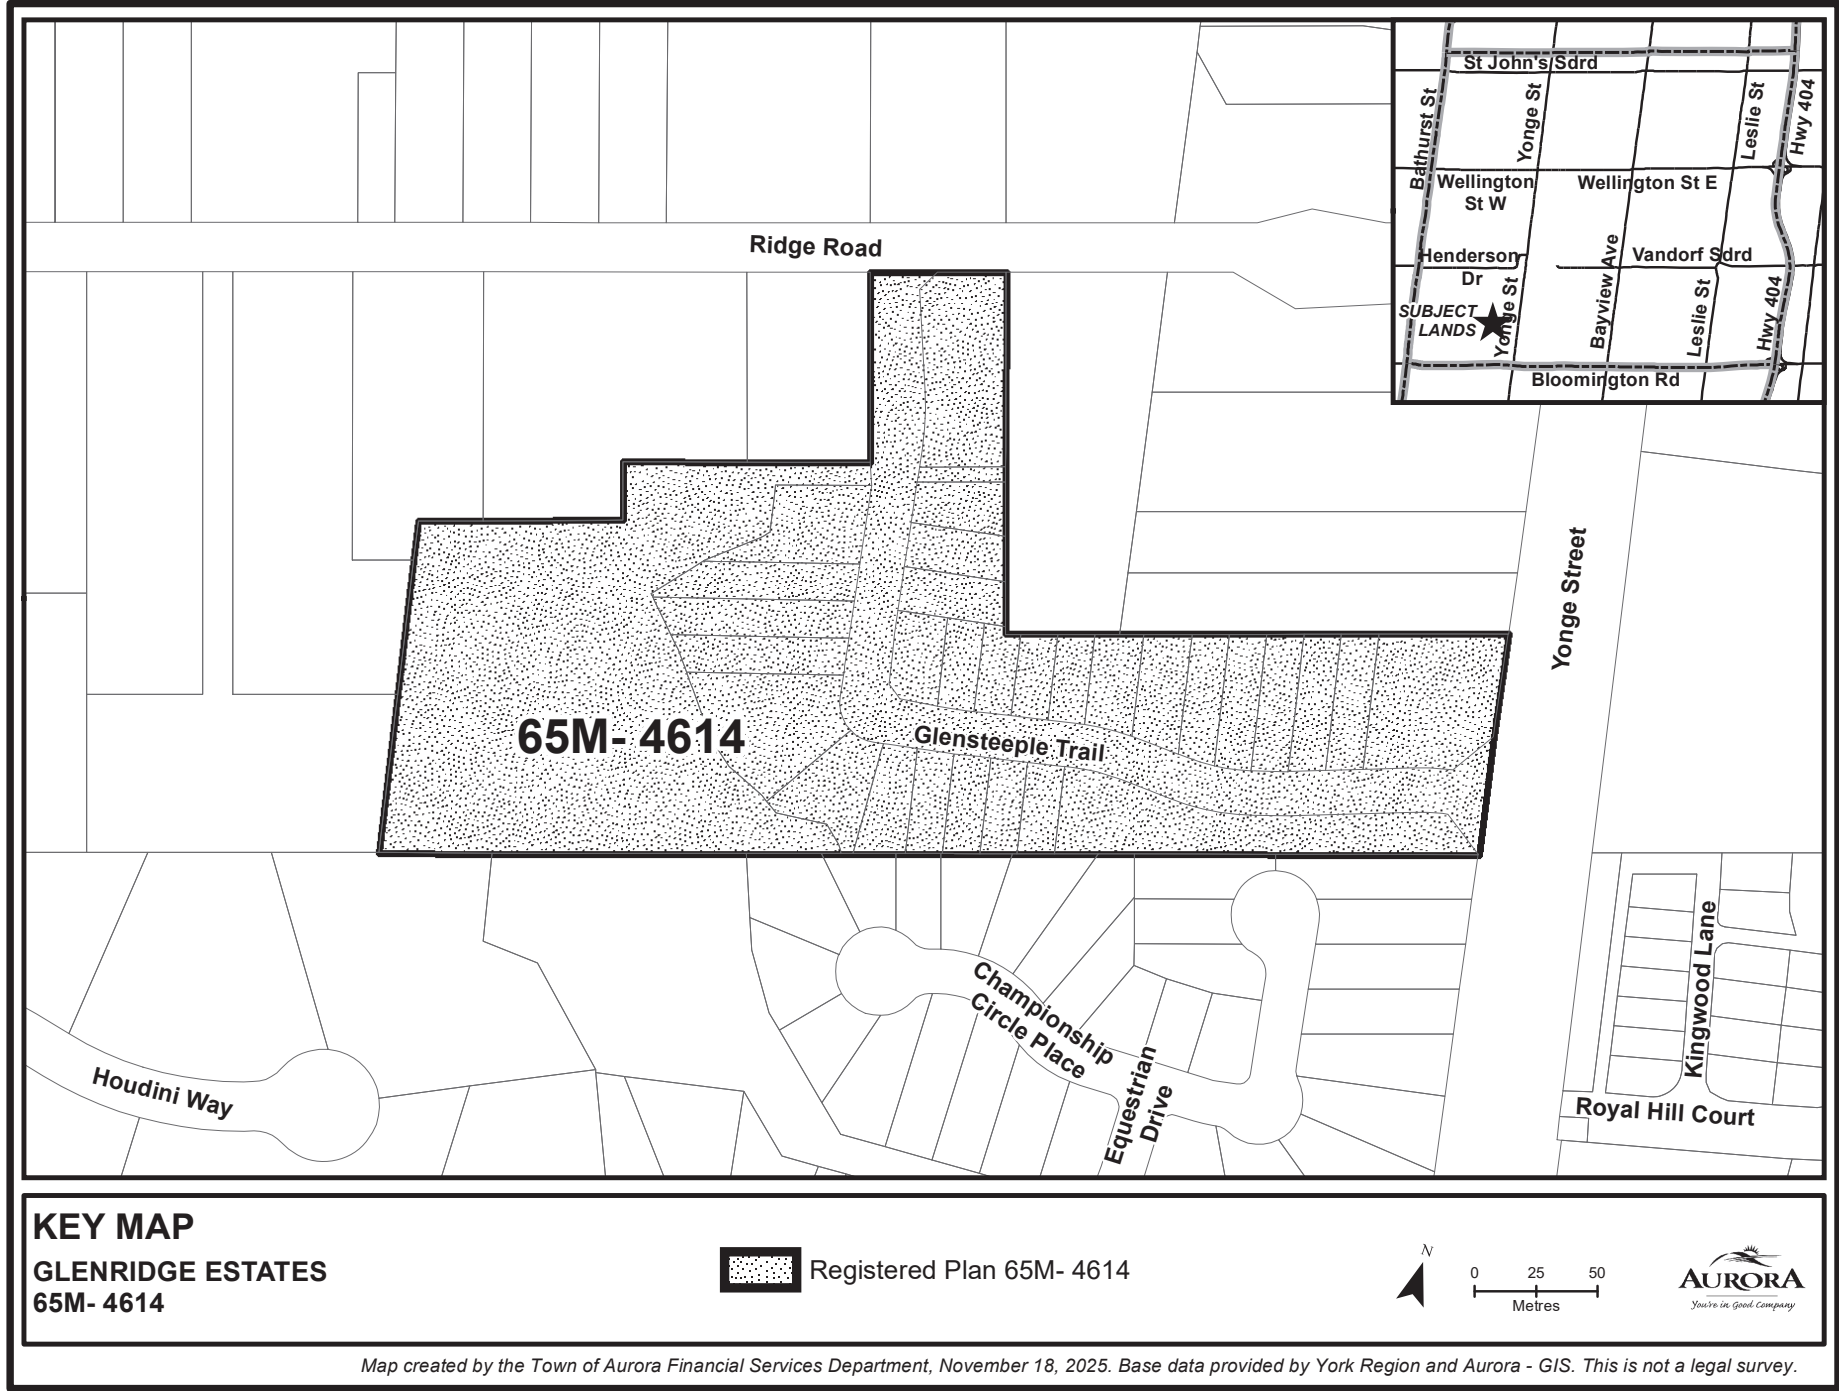 St John's Sdrd
Bathurst St
Yonge St
Leslie St
Hwy 404
Wellington
St W
Wellington St E
Henderson
Dr
Bayview Ave
Vandorf Sdrd
SUBJECT
LANDS
Yonge St
Leslie St
Hwy 404
Bloomington Rd
Ridge Road
Yonge Street
65M- 4614
Glensteeple Trail
Championship
Circle Place
Equestrian
Drive
Houdini Way
Kingwood Lane
Royal Hill Court
KEY MAP
GLENRIDGE ESTATES
65M- 4614
Registered Plan 65M- 4614
N
0 25 50
Metres
AURORA
You're in Good Company
Map created by the Town of Aurora Financial Services Department, November 18, 2025. Base data provided by York Region and Aurora - GIS. This is not a legal survey.